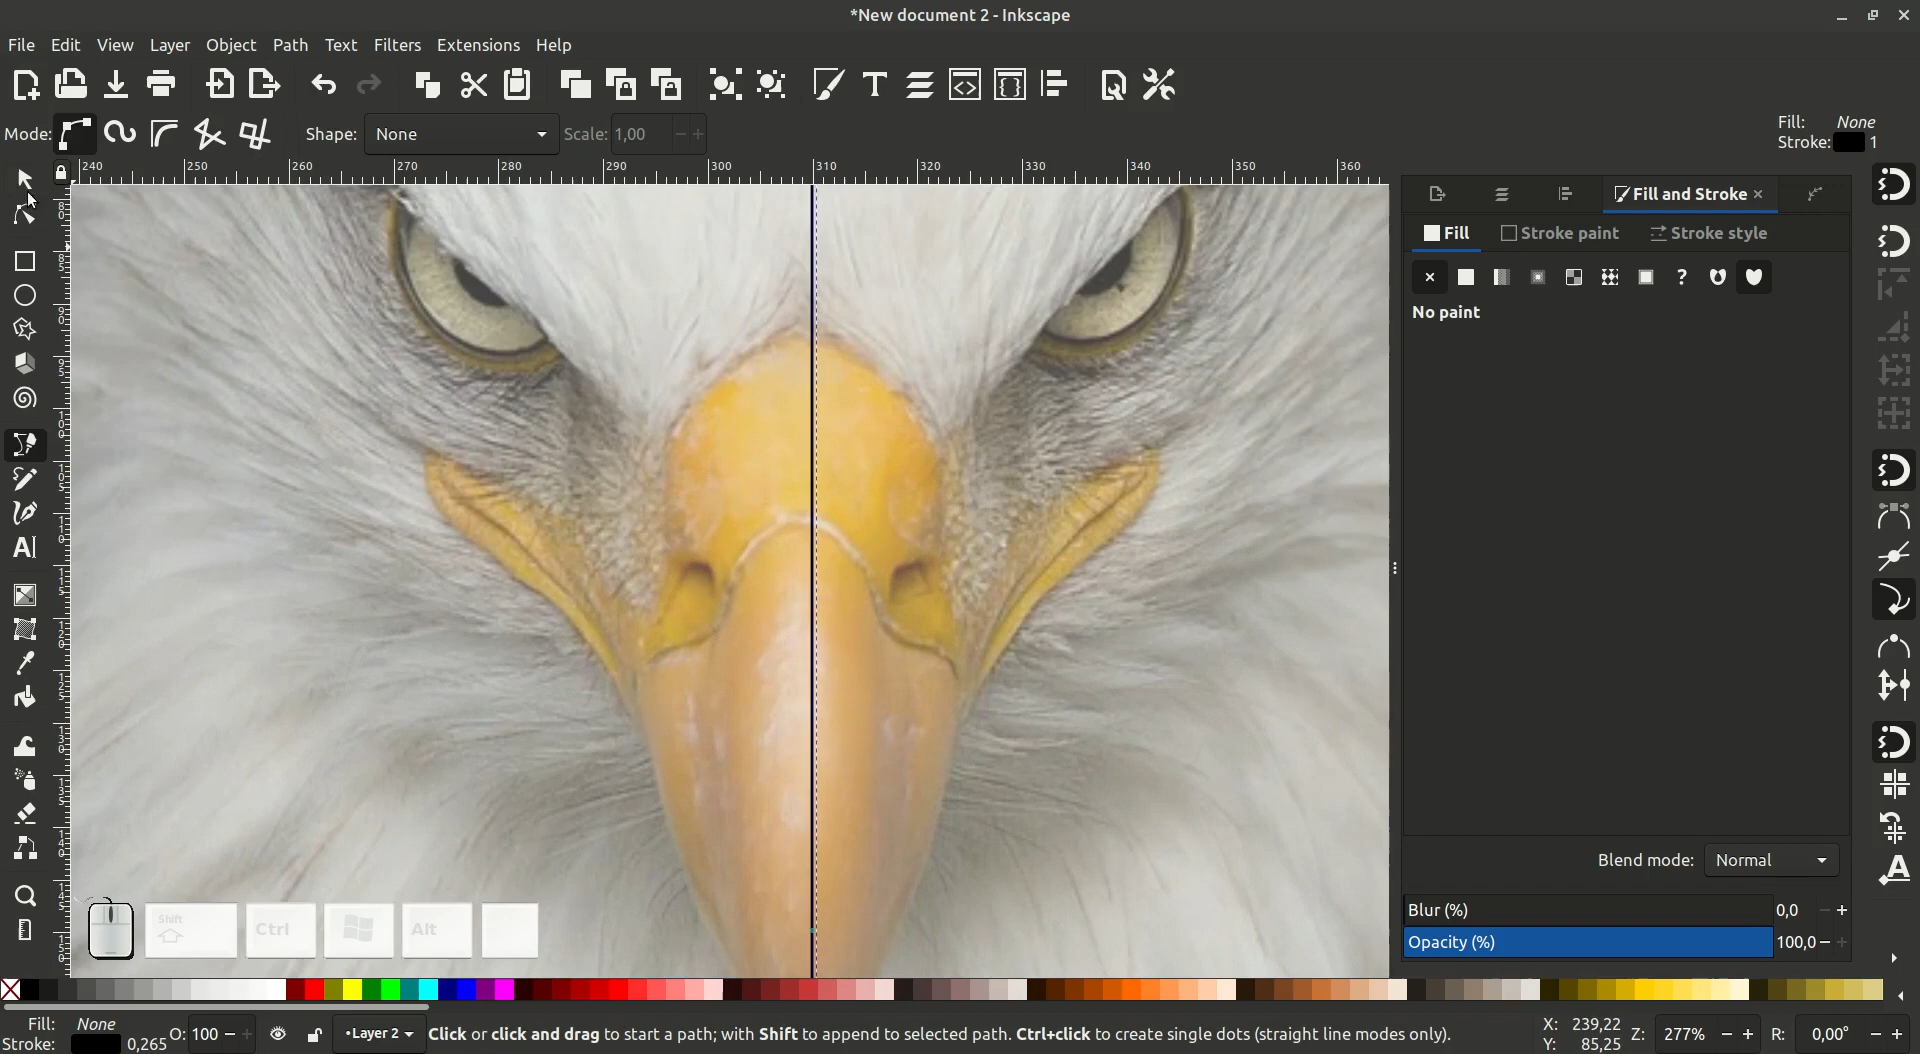 *New document 2 - Inkscape
File Edit View Layer Object Path Text Filters Extensions Help
Mode: Shape: None Scale: 1,00 − +
Fill: None
Stroke: 1
240 250 260 270 280 290 300 310 320 330 340 350 360
Fill and Stroke ×
Fill Stroke paint Stroke style
No paint
Blend mode: Normal
Blur (%) 0,0 − +
Opacity (%) 100,0 − +
Shift Ctrl Alt
Fill: None
Stroke: 0,265
O: 100 − +
•Layer 2
Click or click and drag to start a path; with Shift to append to selected path. Ctrl+click to create single dots (straight line modes only).
X: 239,22
Y: 85,25
Z: 277% − +
R: 0,00° − +